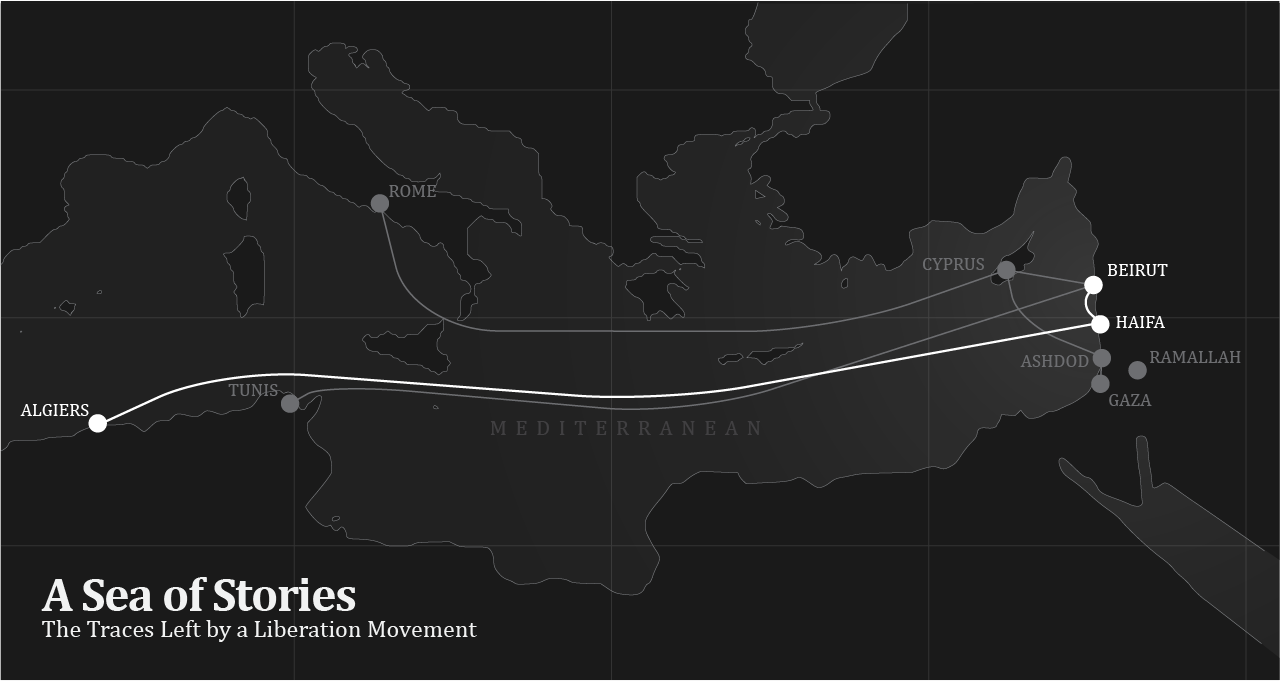 ROME
CYPRUS
BEIRUT
HAIFA
ASHDOD
RAMALLAH
GAZA
TUNIS
ALGIERS
MEDITERRANEAN
A Sea of Stories
The Traces Left by a Liberation Movement